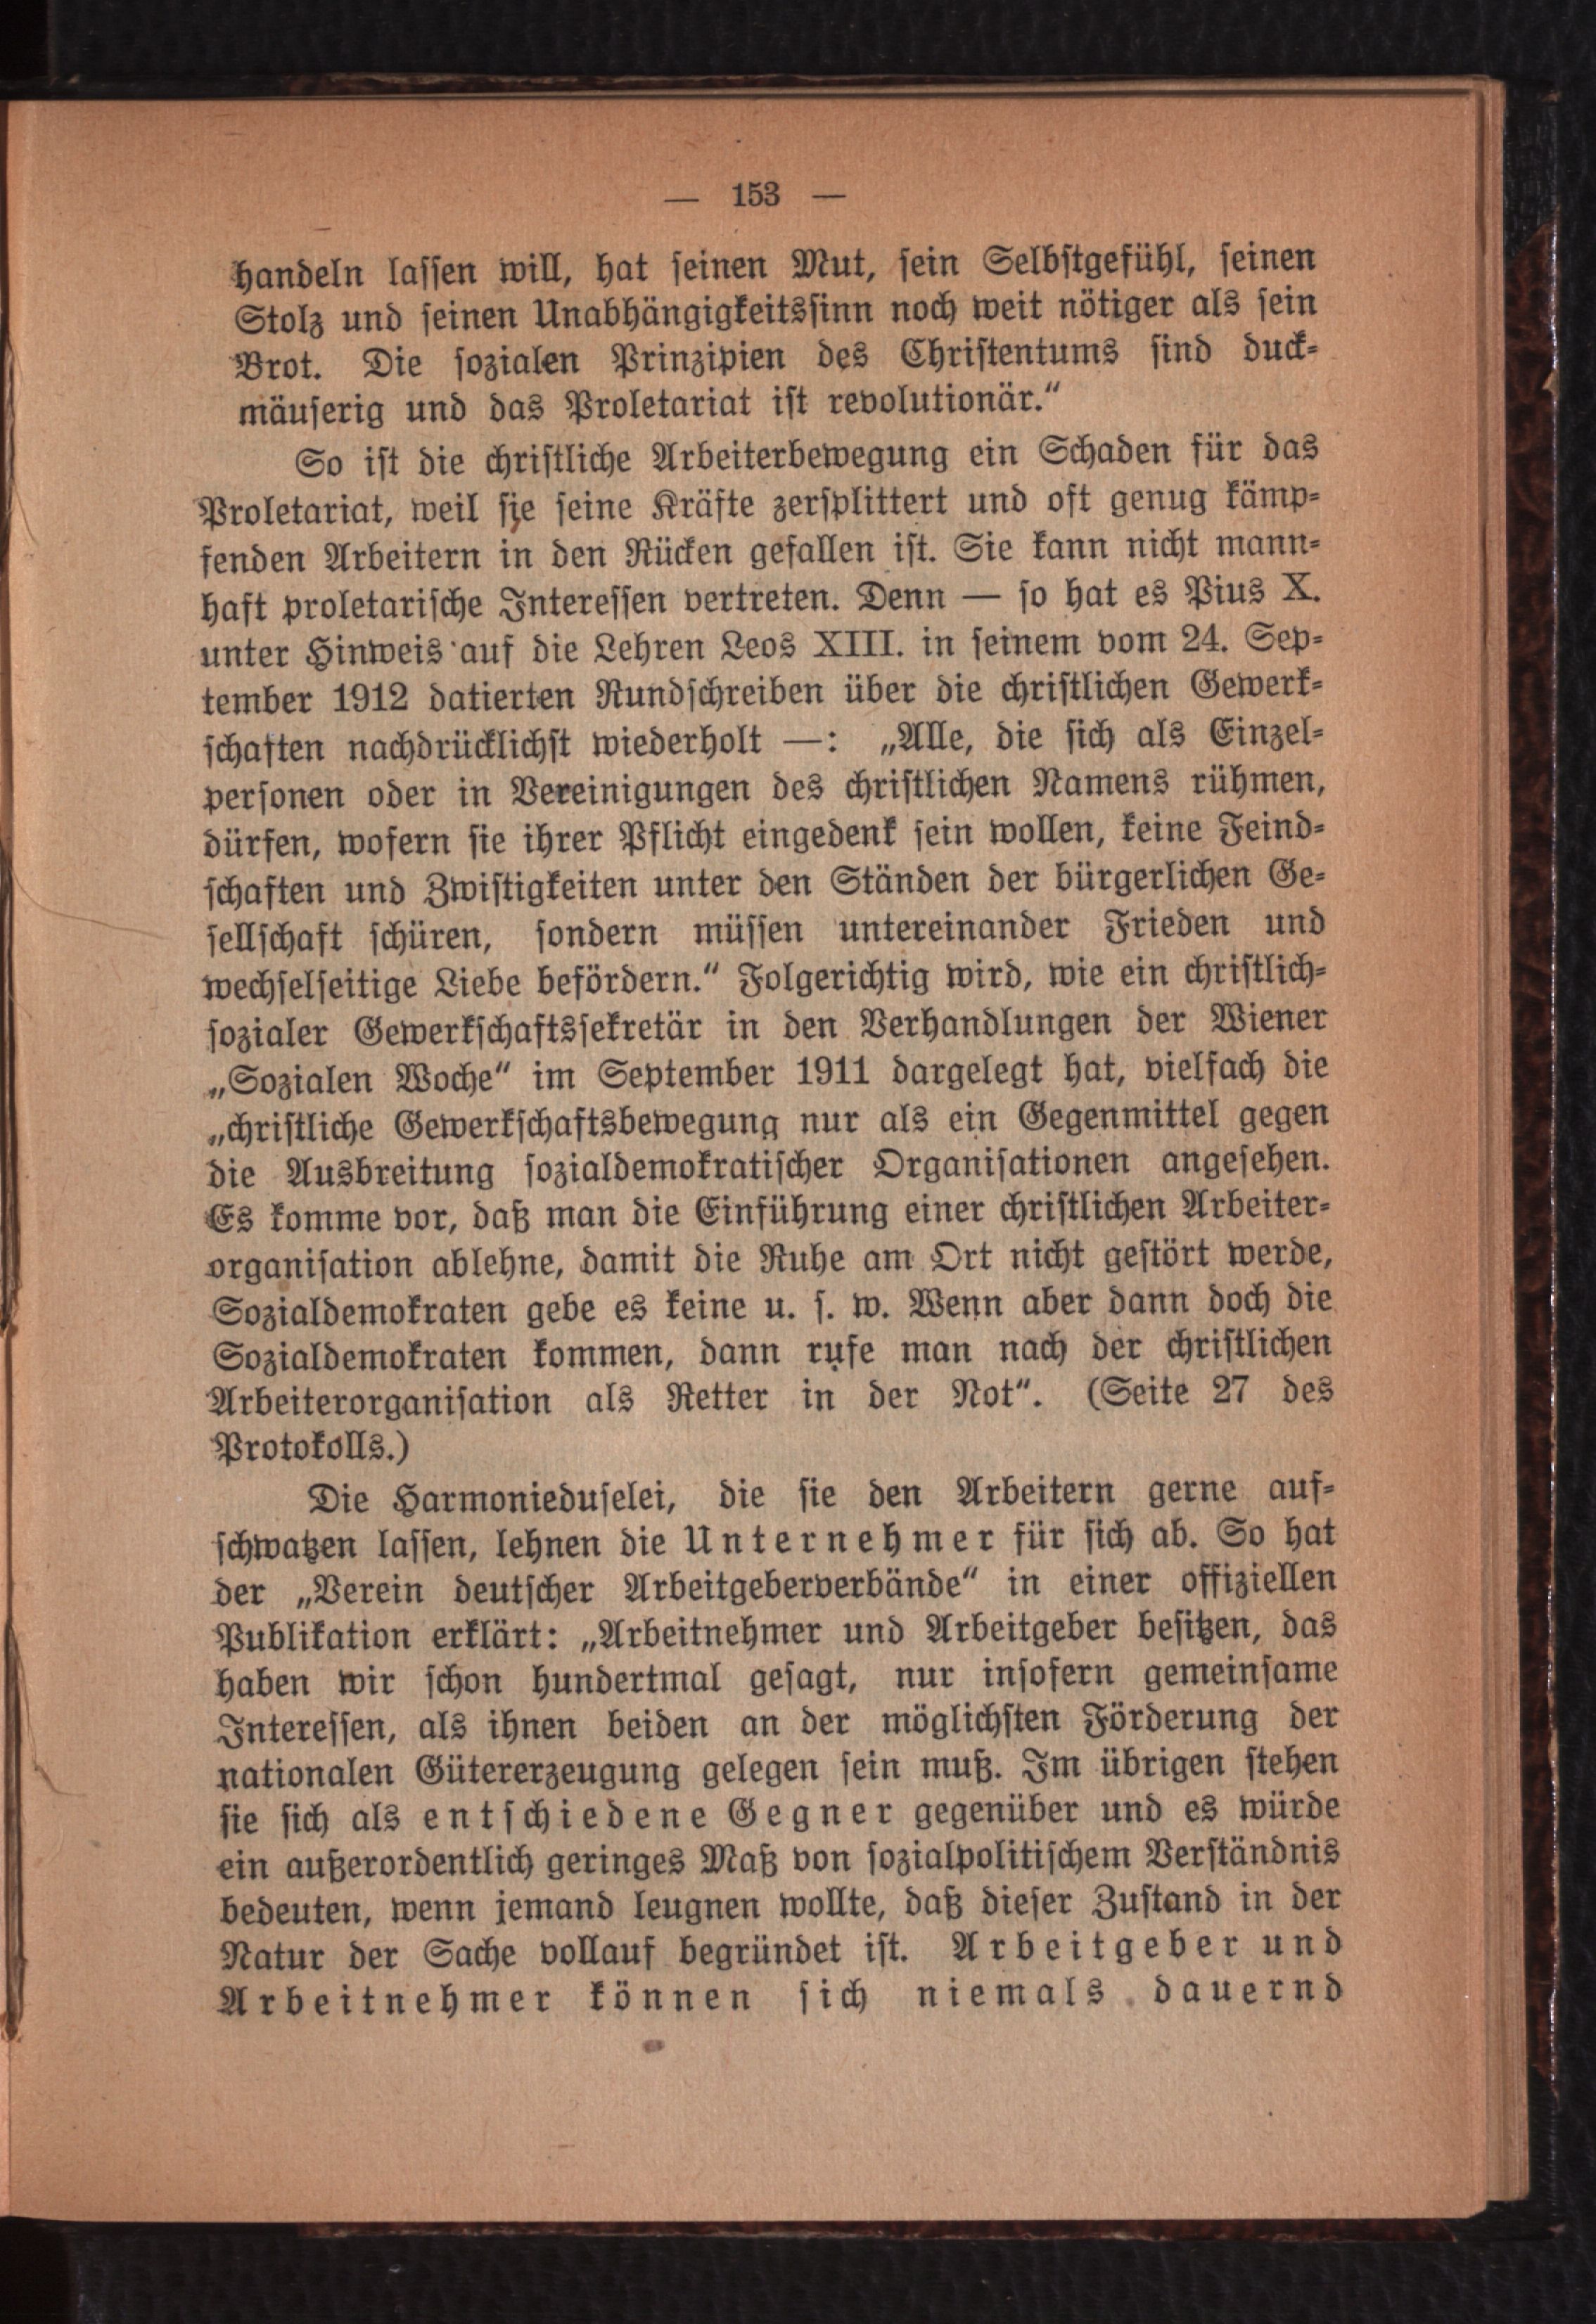 — 153 —
handeln lassen will, hat seinen Mut, sein Selbstgefühl, seinen
Stolz und seinen Unabhängigkeitssinn noch weit nötiger als sein
Brot. Die sozialen Prinzipien des Christentums sind duck-
mäuserig und das Proletariat ist revolutionär.“
So ist die christliche Arbeiterbewegung ein Schaden für das
Proletariat, weil sie seine Kräfte zersplittert und oft genug kämp-
fenden Arbeitern in den Rücken gefallen ist. Sie kann nicht mann-
haft proletarische Interessen vertreten. Denn — so hat es Pius X.
unter Hinweis auf die Lehren Leos XIII. in seinem vom 24. Sep-
tember 1912 datierten Rundschreiben über die christlichen Gewerk-
schaften nachdrücklichst wiederholt —: „Alle, die sich als Einzel-
personen oder in Vereinigungen des christlichen Namens rühmen,
dürfen, wofern sie ihrer Pflicht eingedenk sein wollen, keine Feind-
schaften und Zwistigkeiten unter den Ständen der bürgerlichen Ge-
sellschaft schüren, sondern müssen untereinander Frieden und
wechselseitige Liebe befördern.“ Folgerichtig wird, wie ein christlich-
sozialer Gewerkschaftssekretär in den Verhandlungen der Wiener
„Sozialen Woche“ im September 1911 dargelegt hat, vielfach die
„christliche Gewerkschaftsbewegung nur als ein Gegenmittel gegen
die Ausbreitung sozialdemokratischer Organisationen angesehen.
Es komme vor, daß man die Einführung einer christlichen Arbeiter-
organisation ablehne, damit die Ruhe am Ort nicht gestört werde,
Sozialdemokraten gebe es keine u. s. w. Wenn aber dann doch die
Sozialdemokraten kommen, dann rufe man nach der christlichen
Arbeiterorganisation als Retter in der Not“. (Seite 27 des
Protokolls.)
Die Harmonieduselei, die sie den Arbeitern gerne auf-
schwatzen lassen, lehnen die Unternehmer für sich ab. So hat
der „Verein deutscher Arbeitgeberverbände“ in einer offiziellen
Publikation erklärt: „Arbeitnehmer und Arbeitgeber besitzen, das
haben wir schon hundertmal gesagt, nur insofern gemeinsame
Interessen, als ihnen beiden an der möglichsten Förderung der
nationalen Gütererzeugung gelegen sein muß. Im übrigen stehen
sie sich als entschiedene Gegner gegenüber und es würde
ein außerordentlich geringes Maß von sozialpolitischem Verständnis
bedeuten, wenn jemand leugnen wollte, daß dieser Zustand in der
Natur der Sache vollauf begründet ist. Arbeitgeber und
Arbeitnehmer können sich niemals dauernd